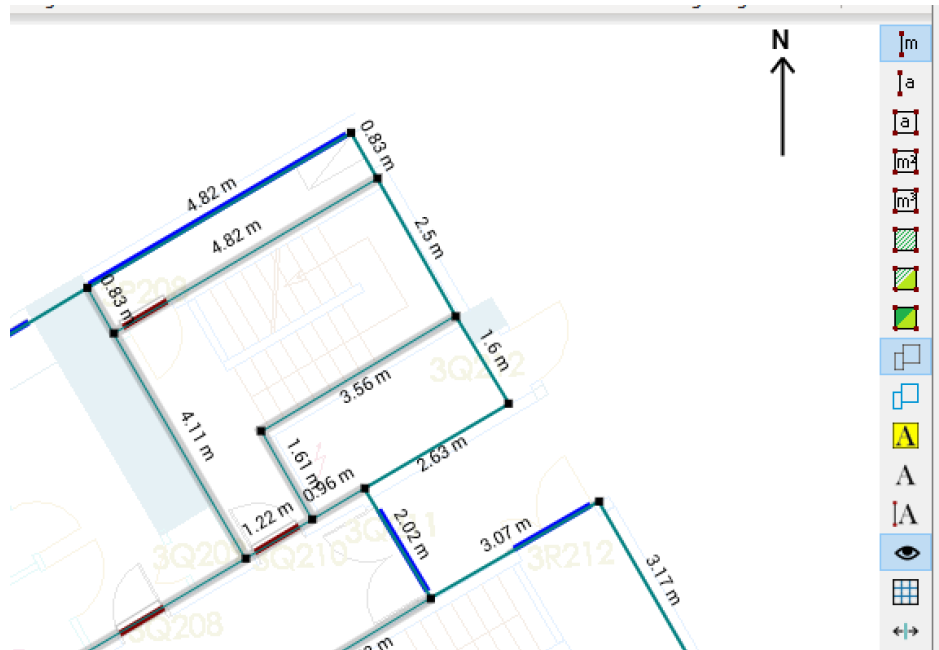 N
0.83 m
4.82 m
4.82 m
2.5 m
0.83 m
1.6 m
3.56 m
4.11 m
1.61 m
0.96 m
2.63 m
1.22 m
2.02 m
3.07 m
3R212
3Q210
3Q208
3.17 m
m
a
a
m²
m³
A
A
A